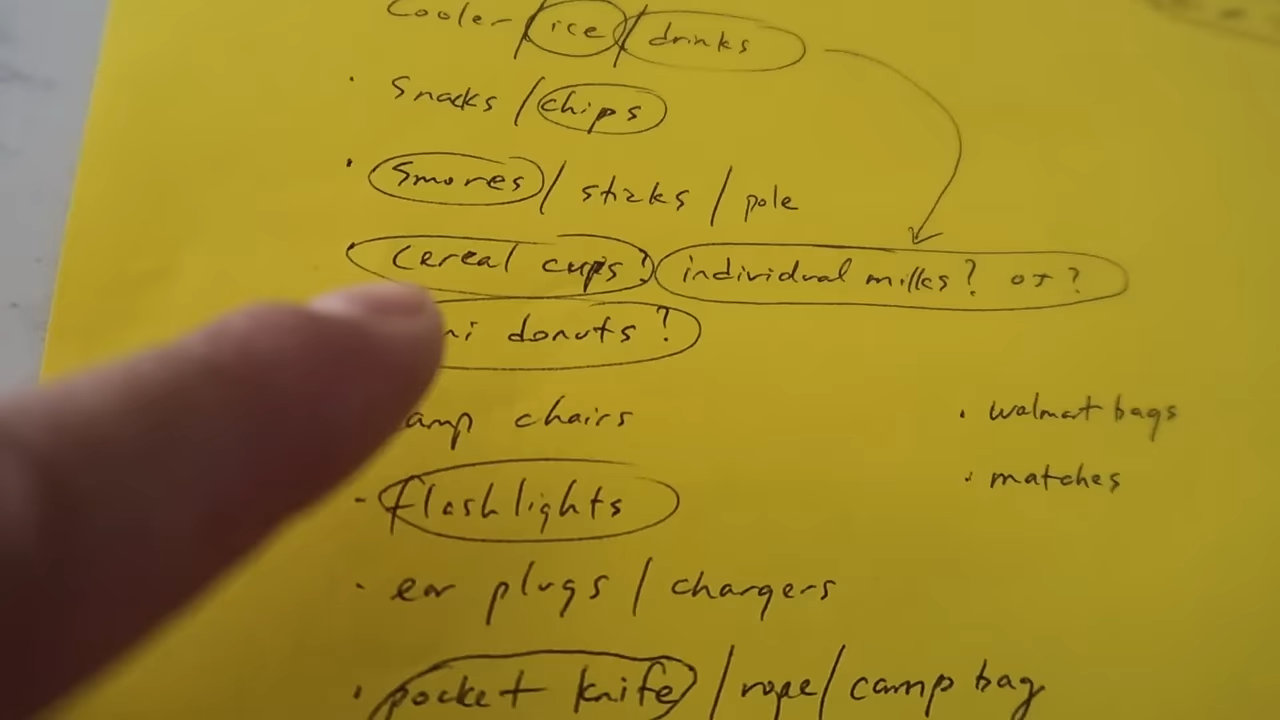 Cooler/ice/drinks
· Snacks/chips
· Smores/sticks/pole
cereal cups? individual milks? or?
donuts?
chairs
· walmart bags
- flashlights
· matches
· ear plugs/chargers
· pocket knife/rope/camp bag